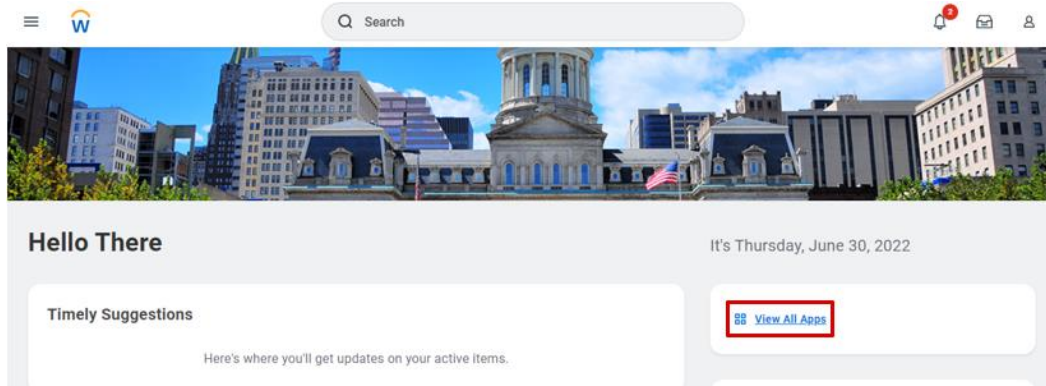 Search
2
Hello There
It's Thursday, June 30, 2022
Timely Suggestions
View All Apps
Here's where you'll get updates on your active items.